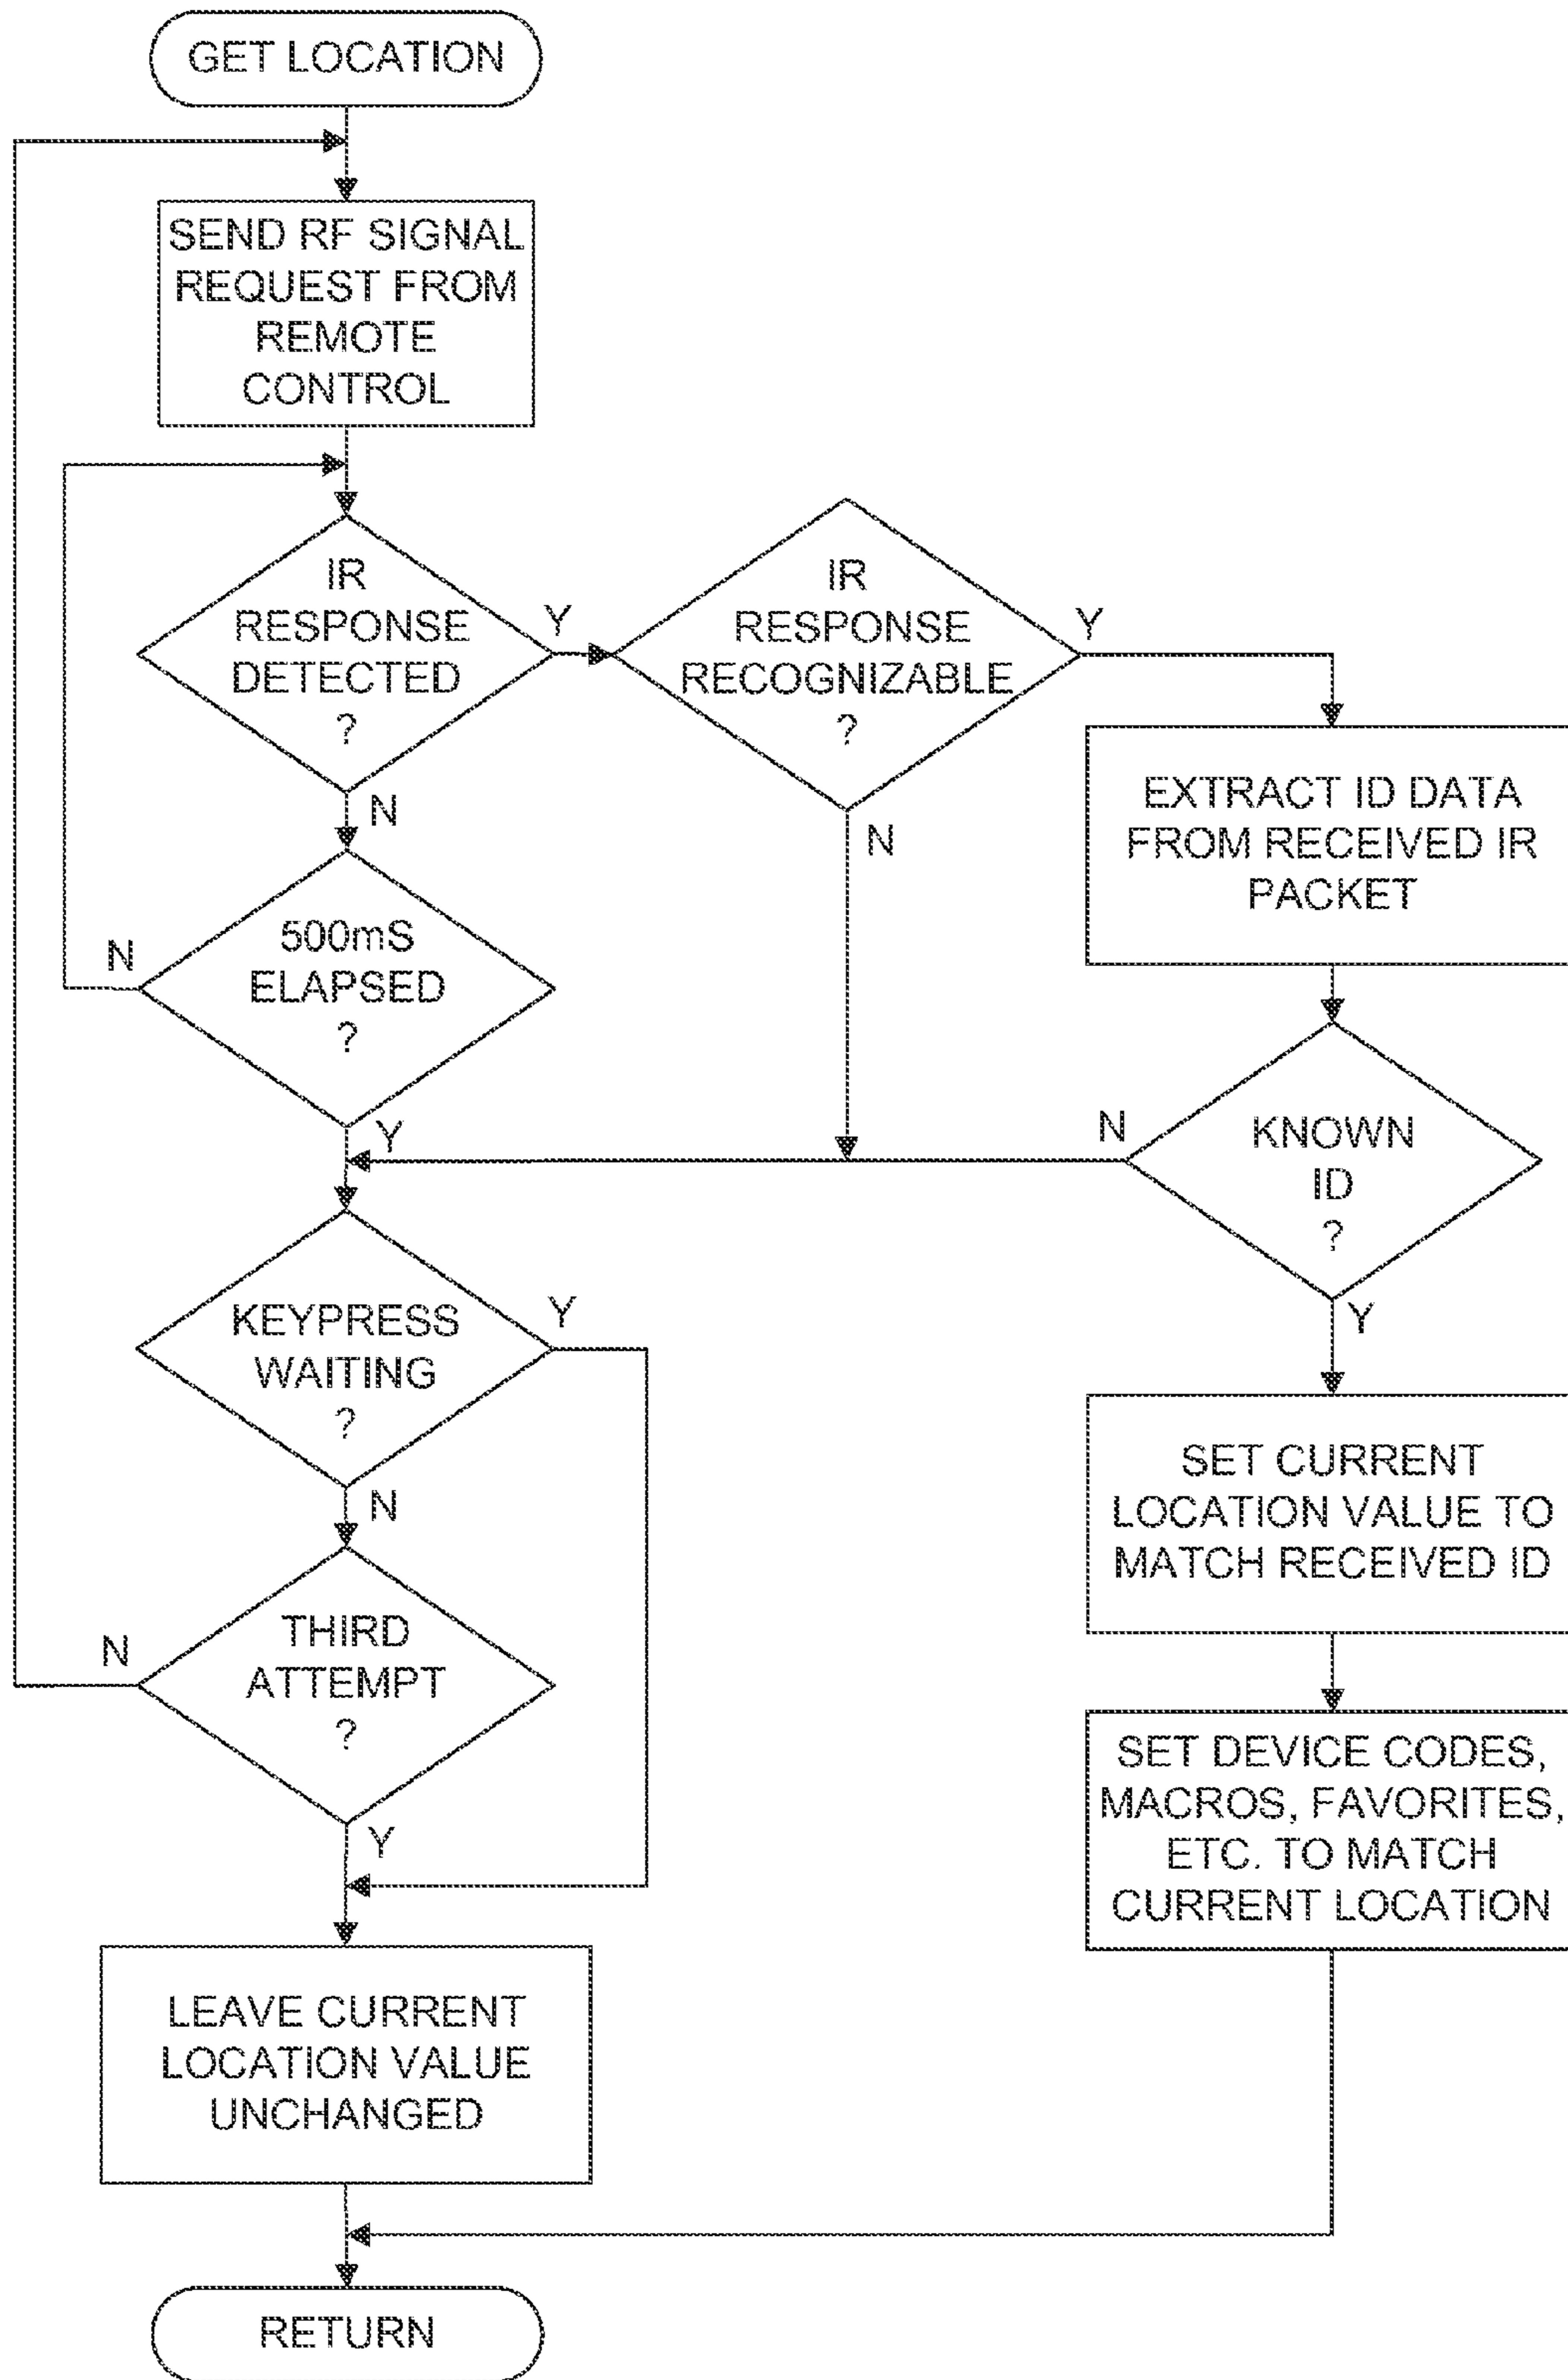 GET LOCATION
SEND RF SIGNAL
REQUEST FROM
REMOTE
CONTROL
IR
RESPONSE
DETECTED
?
Y
N
IR
RESPONSE
RECOGNIZABLE
?
Y
N
EXTRACT ID DATA
FROM RECEIVED IR
PACKET
500mS
ELAPSED
?
N
Y
KNOWN
ID
?
N
Y
KEYPRESS
WAITING
?
Y
N
SET CURRENT
LOCATION VALUE TO
MATCH RECEIVED ID
THIRD
ATTEMPT
?
N
Y
SET DEVICE CODES,
MACROS, FAVORITES,
ETC. TO MATCH
CURRENT LOCATION
LEAVE CURRENT
LOCATION VALUE
UNCHANGED
RETURN